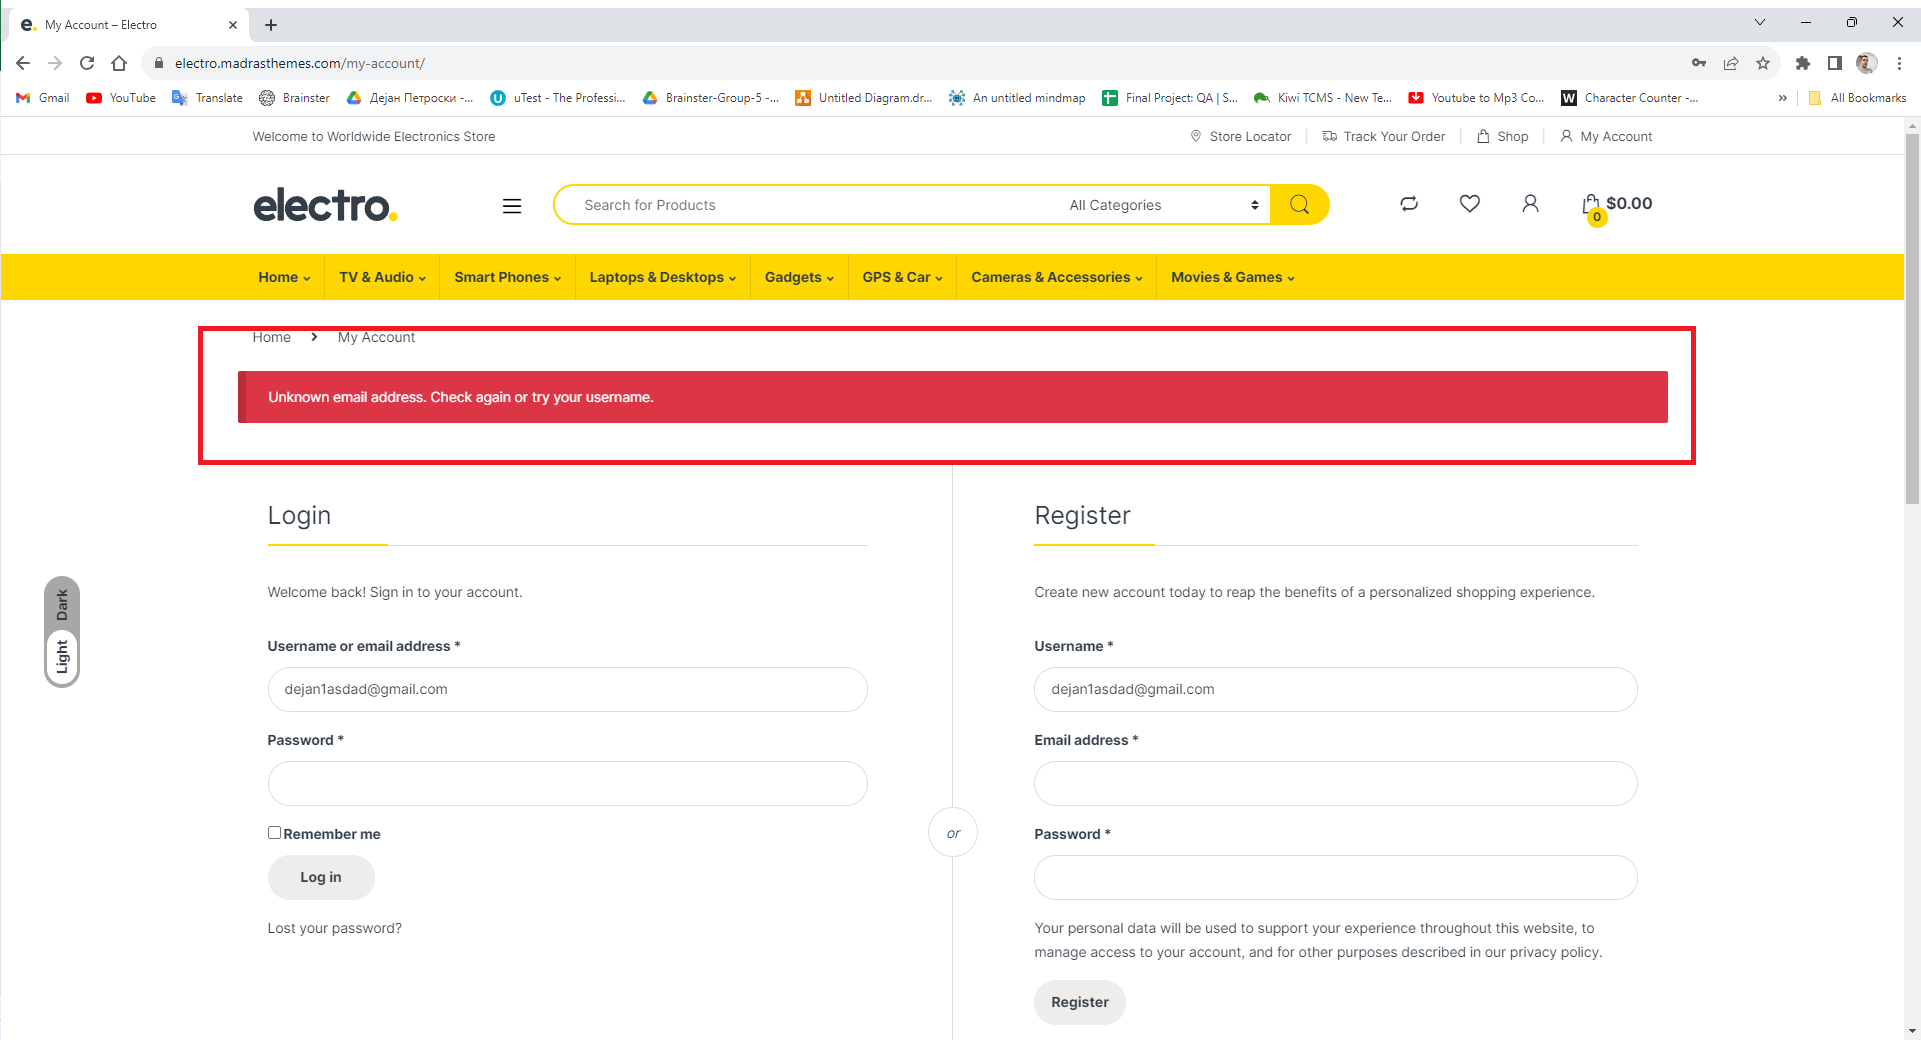 My Account – Electro
electro.madrasthemes.com/my-account/
Gmail YouTube Translate Brainster Дејан Петроски -... uTest - The Professi... Brainster-Group-5 -... Untitled Diagram.dr... An untitled mindmap Final Project: QA | S... Kiwi TCMS - New Te... Youtube to Mp3 Co... Character Counter -... » All Bookmarks
Welcome to Worldwide Electronics Store Store Locator Track Your Order Shop My Account
electro. Search for Products All Categories $0.00
0
Home TV & Audio Smart Phones Laptops & Desktops Gadgets GPS & Car Cameras & Accessories Movies & Games
Home My Account
Unknown email address. Check again or try your username.
Login
Welcome back! Sign in to your account.
Username or email address *
dejan1asdad@gmail.com
Password *
Remember me
Log in
Lost your password?
or
Register
Create new account today to reap the benefits of a personalized shopping experience.
Username *
dejan1asdad@gmail.com
Email address *
Password *
Your personal data will be used to support your experience throughout this website, to
manage access to your account, and for other purposes described in our privacy policy.
Register
Dark
Light